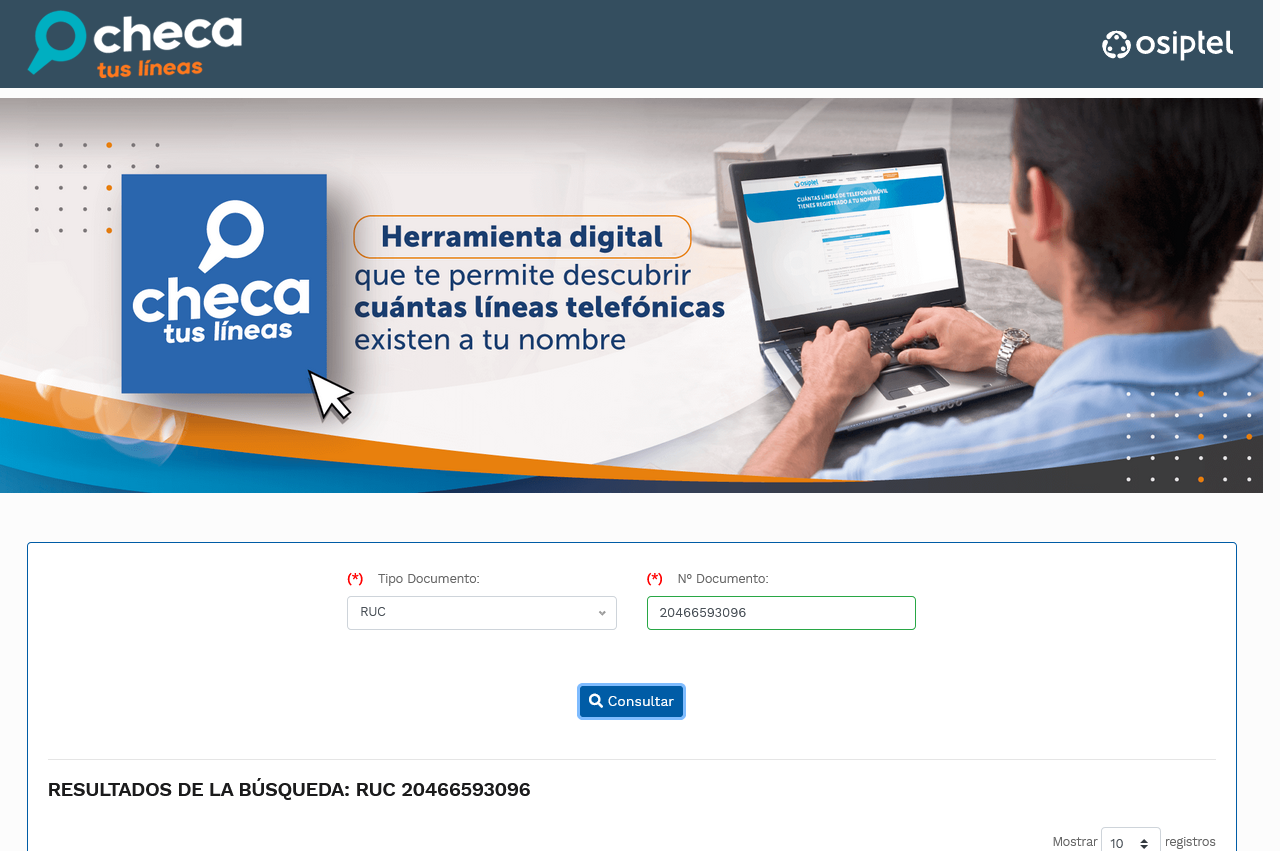 checa
tus líneas
osiptel
checa
tus líneas
Herramienta digital
que te permite descubrir
cuántas líneas telefónicas
existen a tu nombre
osiptel
CUÁNTAS LÍNEAS DE TELEFONÍA MÓVIL
TIENES REGISTRADO A TU NOMBRE
(*) Tipo Documento:
(*) Nº Documento:
RUC
20466593096
Consultar
RESULTADOS DE LA BÚSQUEDA: RUC 20466593096
Mostrar 10 registros